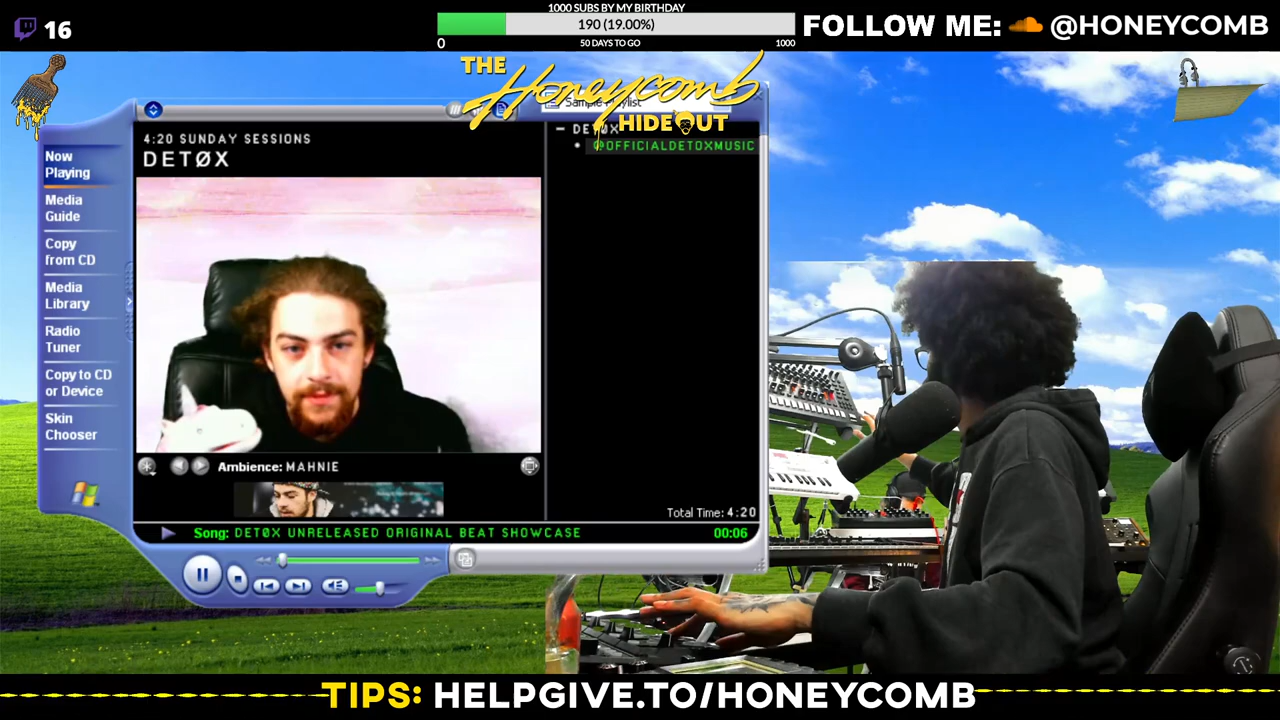 16
1000 SUBS BY MY BIRTHDAY
190 (19.00%)
0
50 DAYS TO GO
1000
FOLLOW ME: @HONEYCOMB
THE
Honeycomb
HIDEOUT
Sample Playlist
4:20 SUNDAY SESSIONS
DETØX
DETØX
@OFFICIALDETOXMUSIC
Now
Playing
Media
Guide
Copy
from CD
Media
Library
Radio
Tuner
Copy to CD
or Device
Skin
Chooser
Ambience: MAHNIE
Total Time: 4:20
Song: DETØX UNRELEASED ORIGINAL BEAT SHOWCASE
00:06
TIPS: HELPGIVE.TO/HONEYCOMB